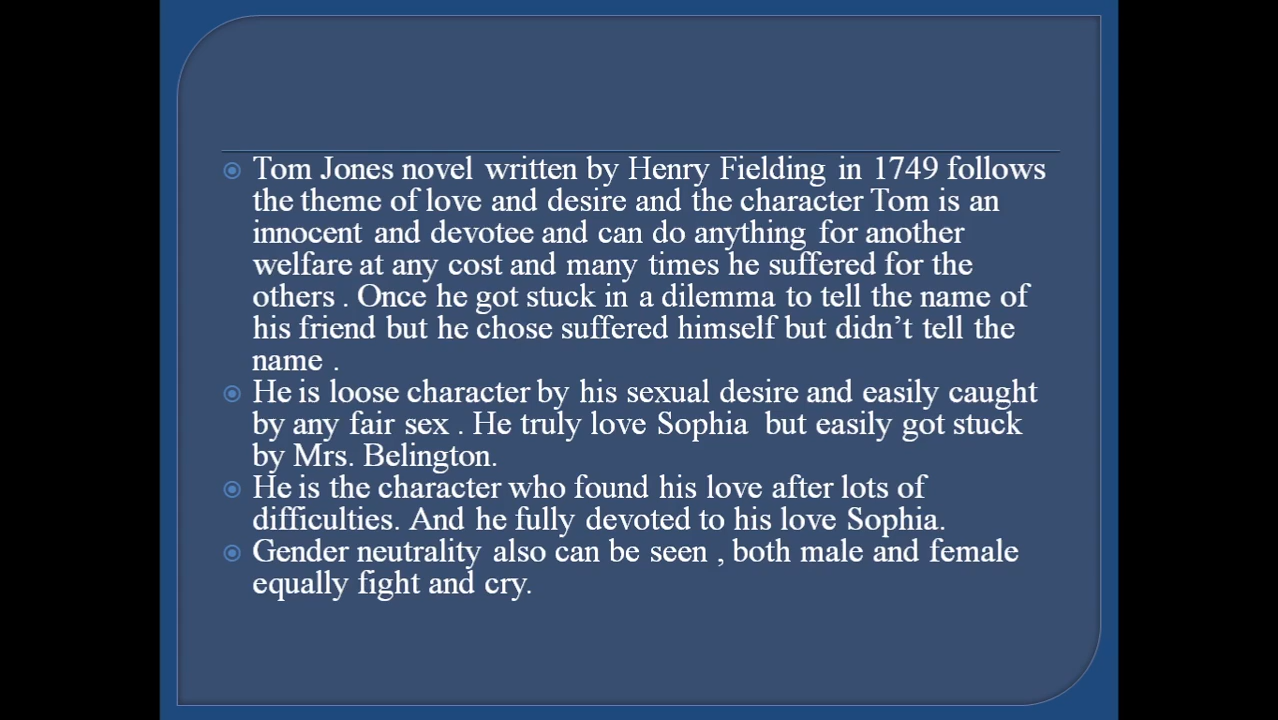 Tom Jones novel written by Henry Fielding in 1749 follows
the theme of love and desire and the character Tom is an
innocent and devotee and can do anything for another
welfare at any cost and many times he suffered for the
others . Once he got stuck in a dilemma to tell the name of
his friend but he chose suffered himself but didn’t tell the
name .
He is loose character by his sexual desire and easily caught
by any fair sex . He truly love Sophia but easily got stuck
by Mrs. Belington.
He is the character who found his love after lots of
difficulties. And he fully devoted to his love Sophia.
Gender neutrality also can be seen , both male and female
equally fight and cry.